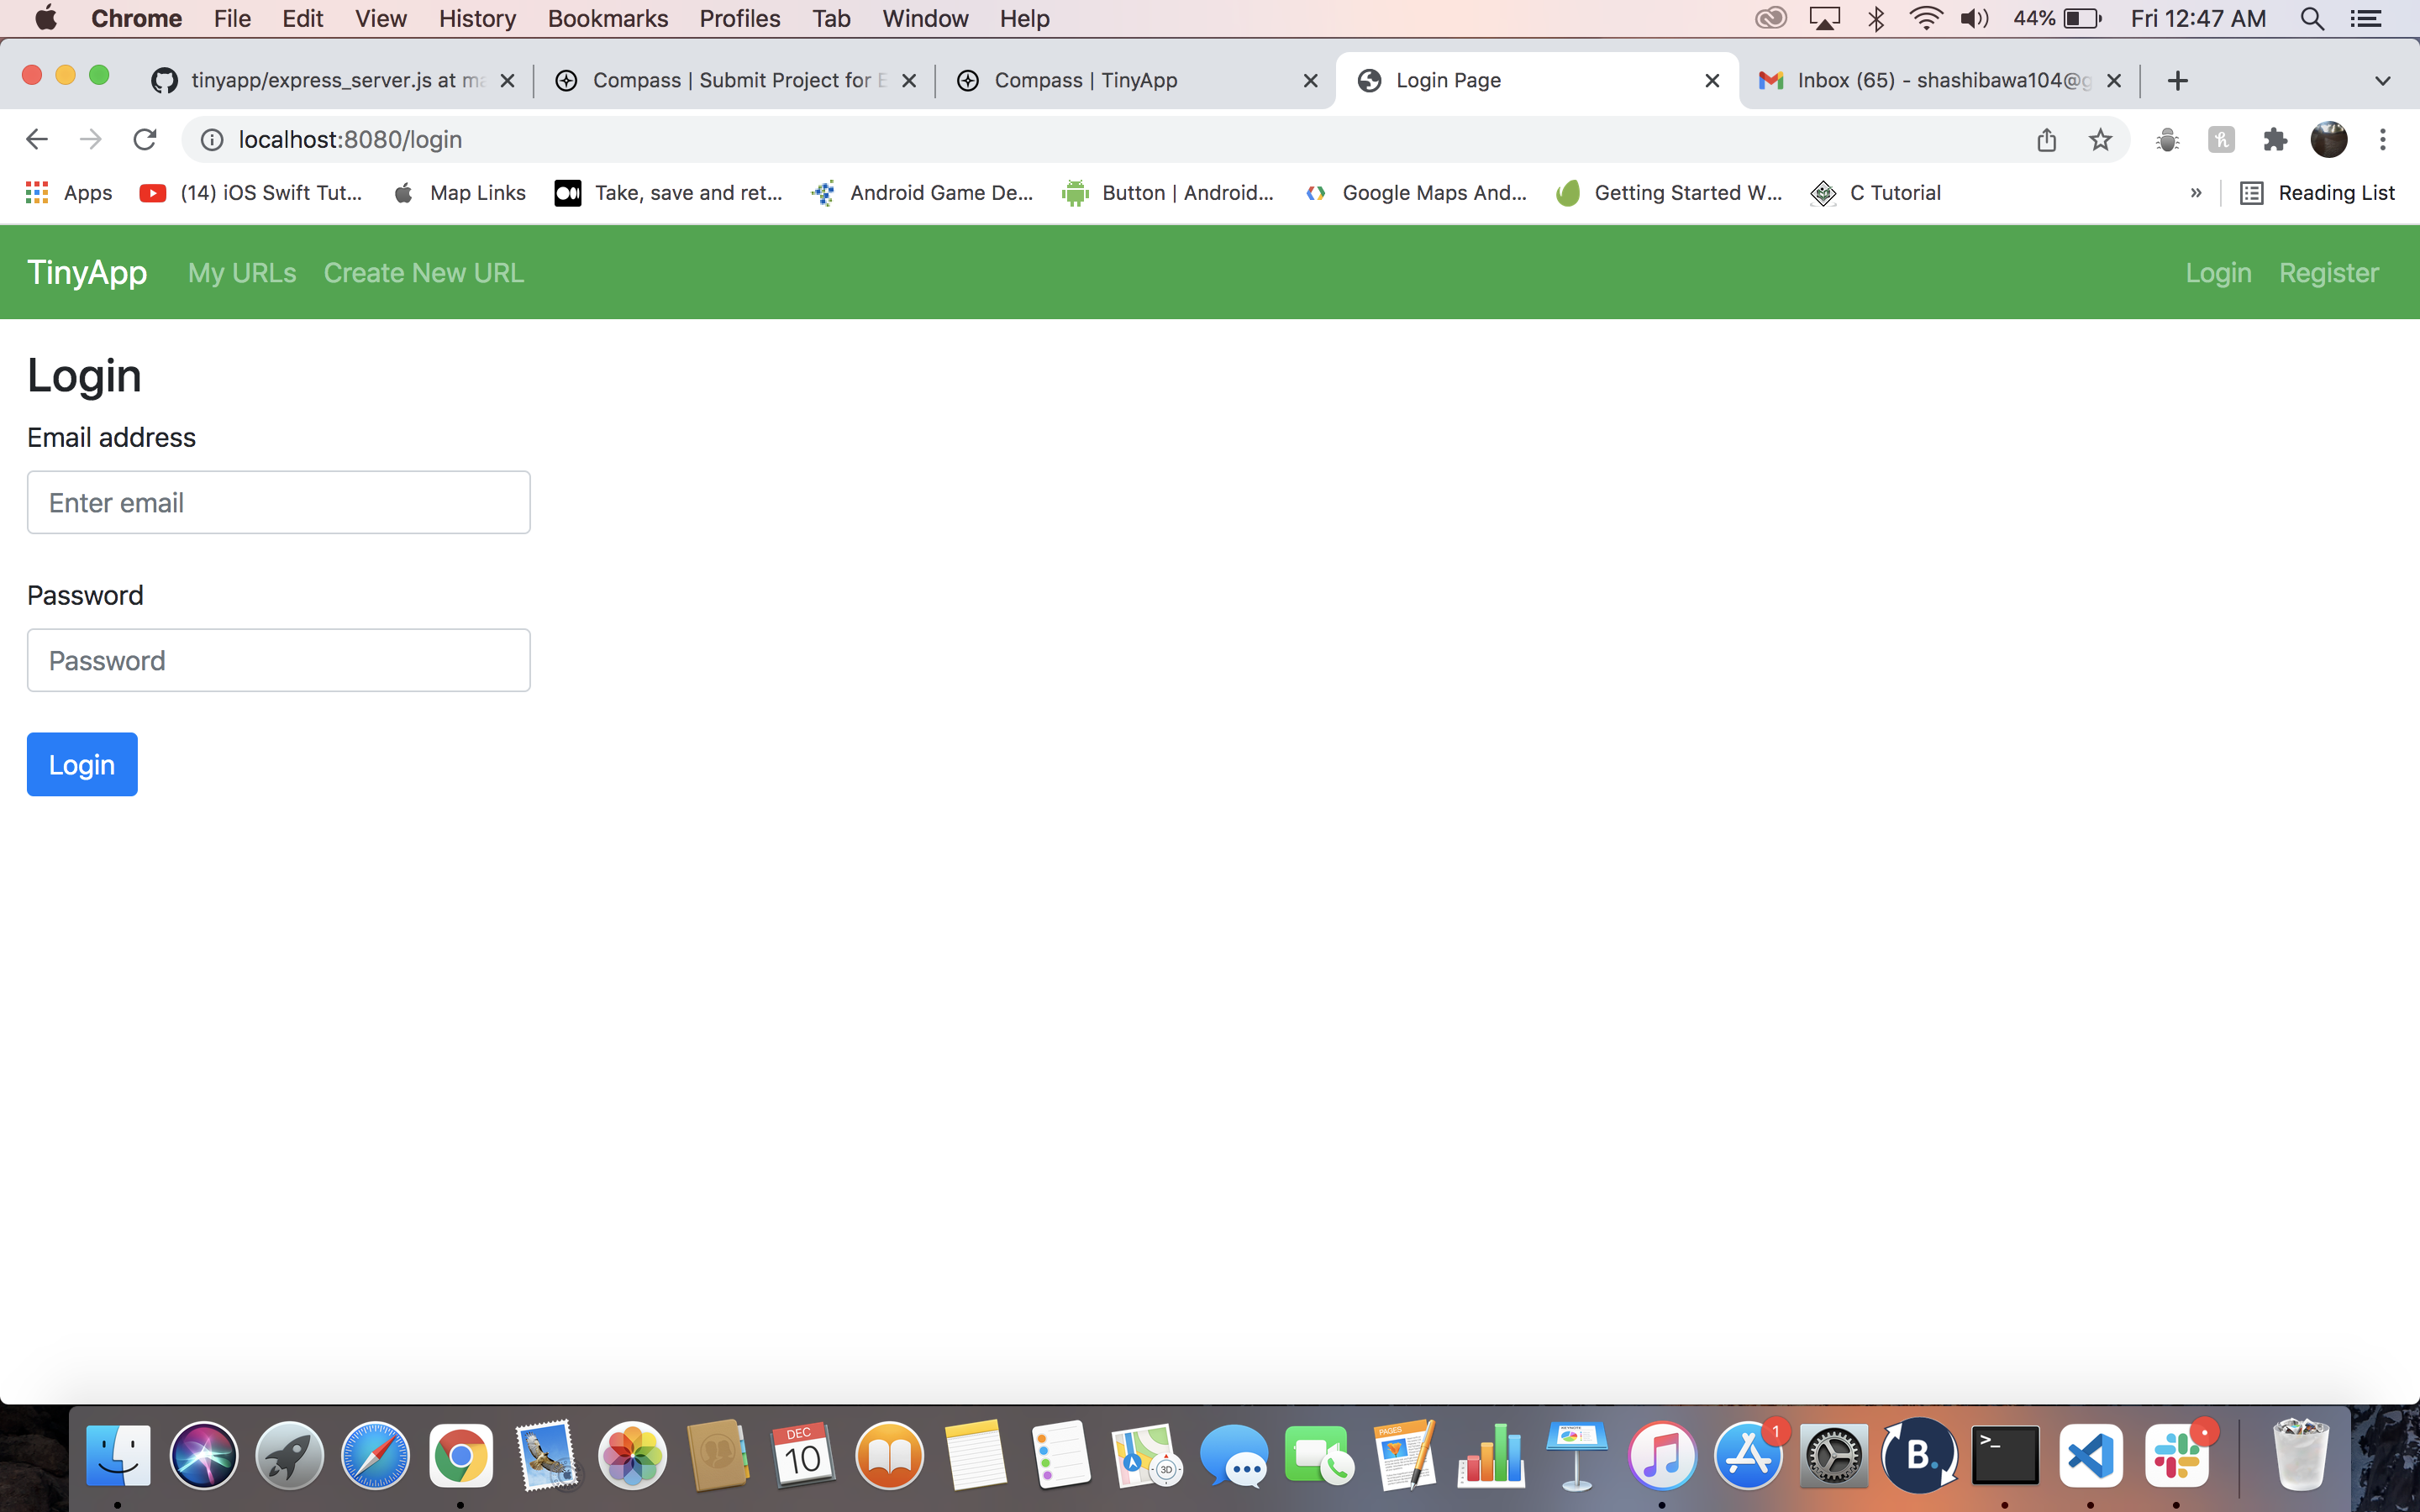 Chrome File Edit View History Bookmarks Profiles Tab Window Help 44% Fri 12:47 AM
tinyapp/express_server.js at ma Compass | Submit Project for E Compass | TinyApp Login Page Inbox (65) - shashibawa104@g
localhost:8080/login
Apps (14) iOS Swift Tut... Map Links Take, save and ret... Android Game De... Button | Android... Google Maps And... Getting Started W... C Tutorial » Reading List
TinyApp My URLs Create New URL Login Register
Login
Email address
Enter email
Password
Password
Login
DEC
10
PAGES
3D
1
B.
>_